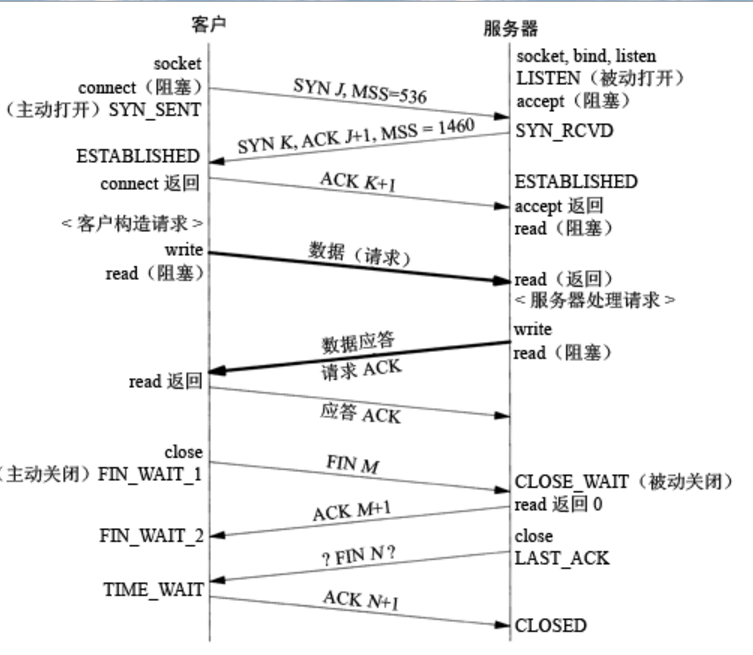 客户
服务器
socket
connect（阻塞）
（主动打开）SYN_SENT
socket, bind, listen
LISTEN（被动打开）
accept（阻塞）
SYN J, MSS=536
SYN_RCVD
SYN K, ACK J+1, MSS = 1460
ESTABLISHED
connect 返回
ACK K+1
ESTABLISHED
accept 返回
read（阻塞）
< 客户构造请求 >
write
read（阻塞）
数据（请求）
read（返回）
< 服务器处理请求 >
write
read（阻塞）
数据应答
请求 ACK
read 返回
应答 ACK
close
（主动关闭）FIN_WAIT_1
FIN M
CLOSE_WAIT（被动关闭）
read 返回 0
ACK M+1
FIN_WAIT_2
close
LAST_ACK
? FIN N ?
TIME_WAIT
ACK N+1
CLOSED